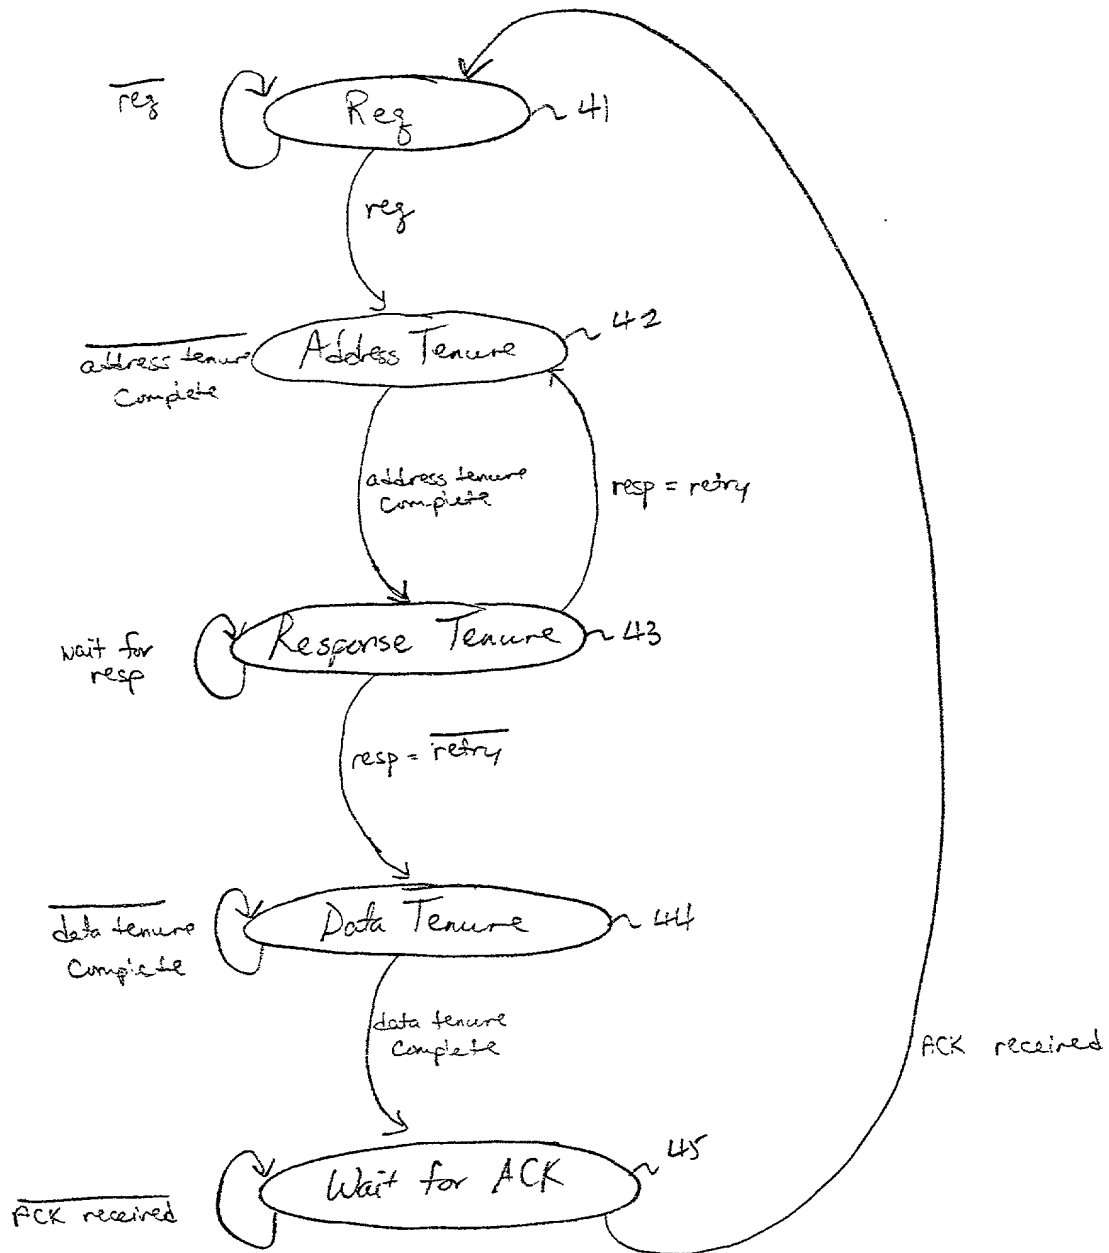 req
Req
41
req
42
Address Tenure
address tenure
Complete
address tenure
Complete
resp = retry
Response Tenure
43
wait for
resp
resp = retry
Data Tenure
44
data tenure
Complete
data tenure
Complete
ACK received
45
Wait for ACK
ACK received